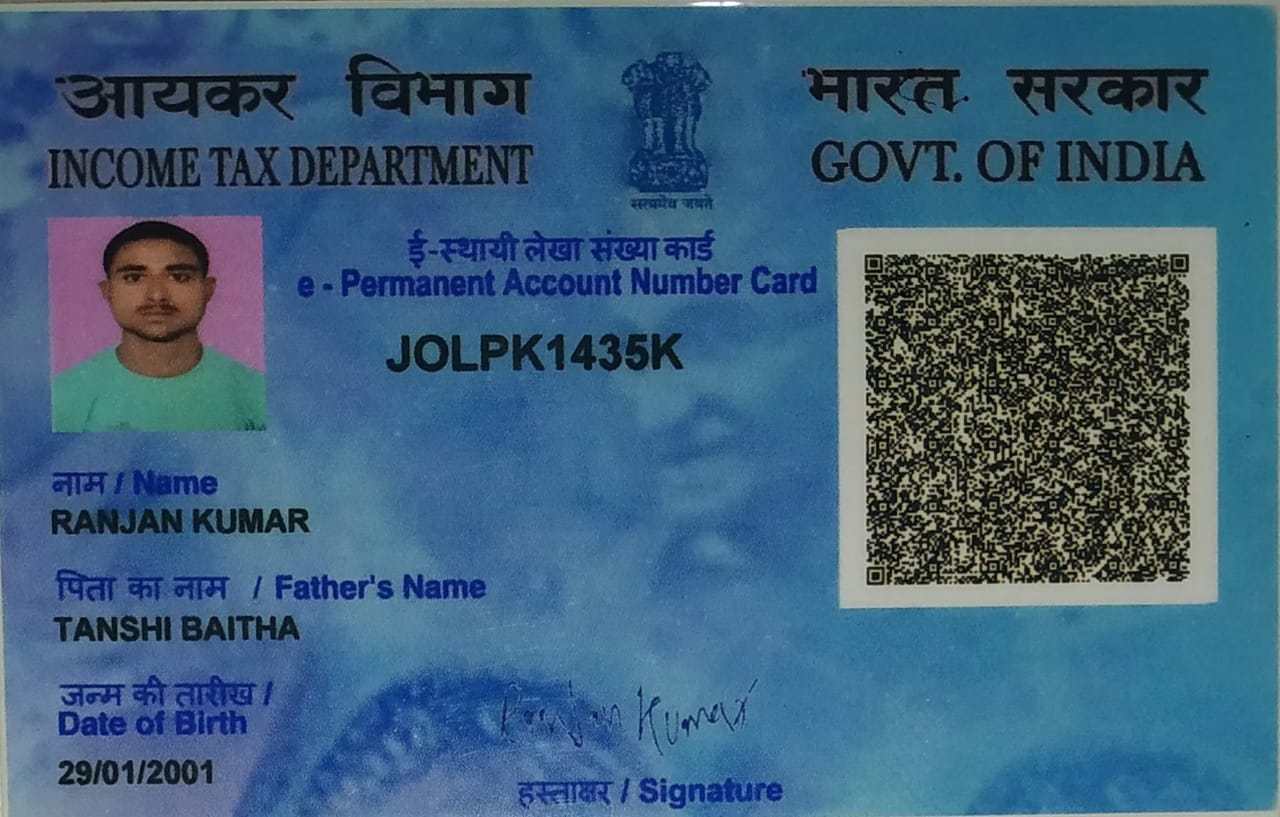 आयकर विभाग
INCOME TAX DEPARTMENT
सत्यमेव जयते
भारत सरकार
GOVT. OF INDIA
ई-स्थायी लेखा संख्या कार्ड
e - Permanent Account Number Card
JOLPK1435K
नाम / Name
RANJAN KUMAR
पिता का नाम / Father's Name
TANSHI BAITHA
जन्म की तारीख /
Date of Birth
29/01/2001
Ranjan Kumar
हस्ताक्षर / Signature